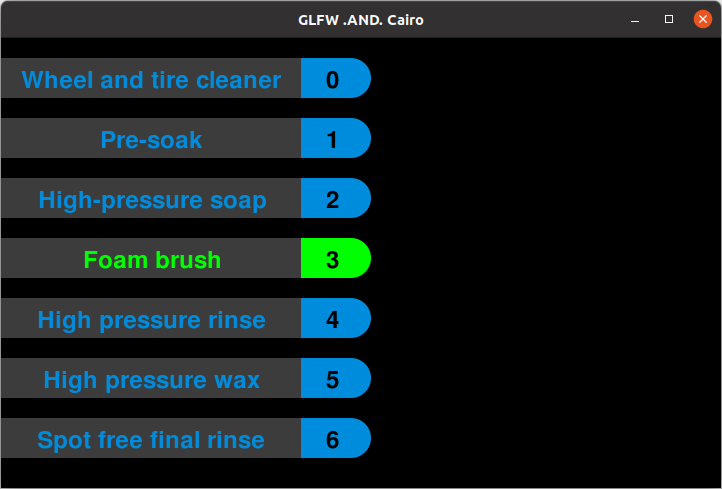 GLFW .AND. Cairo
Wheel and tire cleaner 0
Pre-soak 1
High-pressure soap 2
Foam brush 3
High pressure rinse 4
High pressure wax 5
Spot free final rinse 6